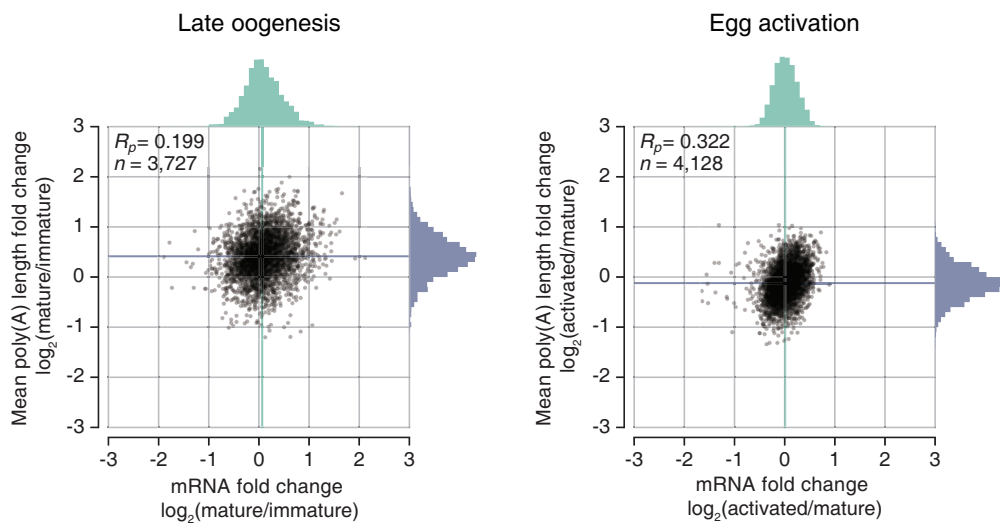 Late oogenesis
R_p = 0.199
n = 3,727
Mean poly(A) length fold change
log₂(mature/immature)
3
2
1
0
-1
-2
-3
-3 -2 -1 0 1 2 3
mRNA fold change
log₂(mature/immature)
Egg activation
R_p = 0.322
n = 4,128
Mean poly(A) length fold change
log₂(activated/mature)
3
2
1
0
-1
-2
-3
-3 -2 -1 0 1 2 3
mRNA fold change
log₂(activated/mature)